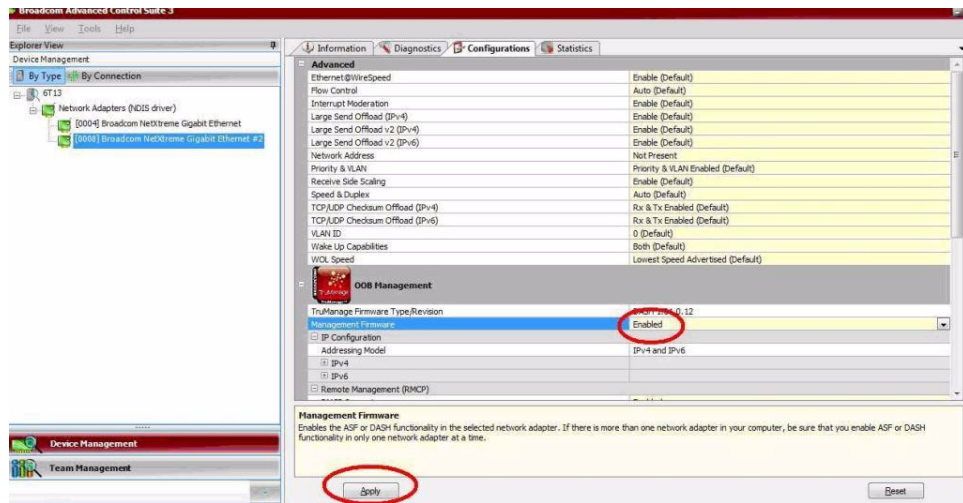 Broadcom Advanced Control Suite 3
File View Tools Help
Explorer View
Device Management
By Type By Connection
6T13
Network Adapters (NDIS driver)
[0004] Broadcom NetXtreme Gigabit Ethernet
[0008] Broadcom NetXtreme Gigabit Ethernet #2
Device Management
Team Management
Information Diagnostics Configurations Statistics
Advanced
Ethernet@WireSpeed Enable (Default)
Flow Control Auto (Default)
Interrupt Moderation Enable (Default)
Large Send Offload (IPv4) Enable (Default)
Large Send Offload v2 (IPv4) Enable (Default)
Large Send Offload v2 (IPv6) Enable (Default)
Network Address Not Present
Priority & VLAN Priority & VLAN Enabled (Default)
Receive Side Scaling Enable (Default)
Speed & Duplex Auto (Default)
TCP/UDP Checksum Offload (IPv4) Rx & Tx Enabled (Default)
TCP/UDP Checksum Offload (IPv6) Rx & Tx Enabled (Default)
VLAN ID 0 (Default)
Wake Up Capabilities Both (Default)
WOL Speed Lowest Speed Advertised (Default)
TruManage OOB Management
TruManage Firmware Type/Revision
Management Firmware Enabled
IP Configuration
Addressing Model IPv4 and IPv6
IPv4
IPv6
Remote Management (RMCP)
Management Firmware
Enables the ASF or DASH functionality in the selected network adapter. If there is more than one network adapter in your computer, be sure that you enable ASF or DASH
functionality in only one network adapter at a time.
Apply Reset